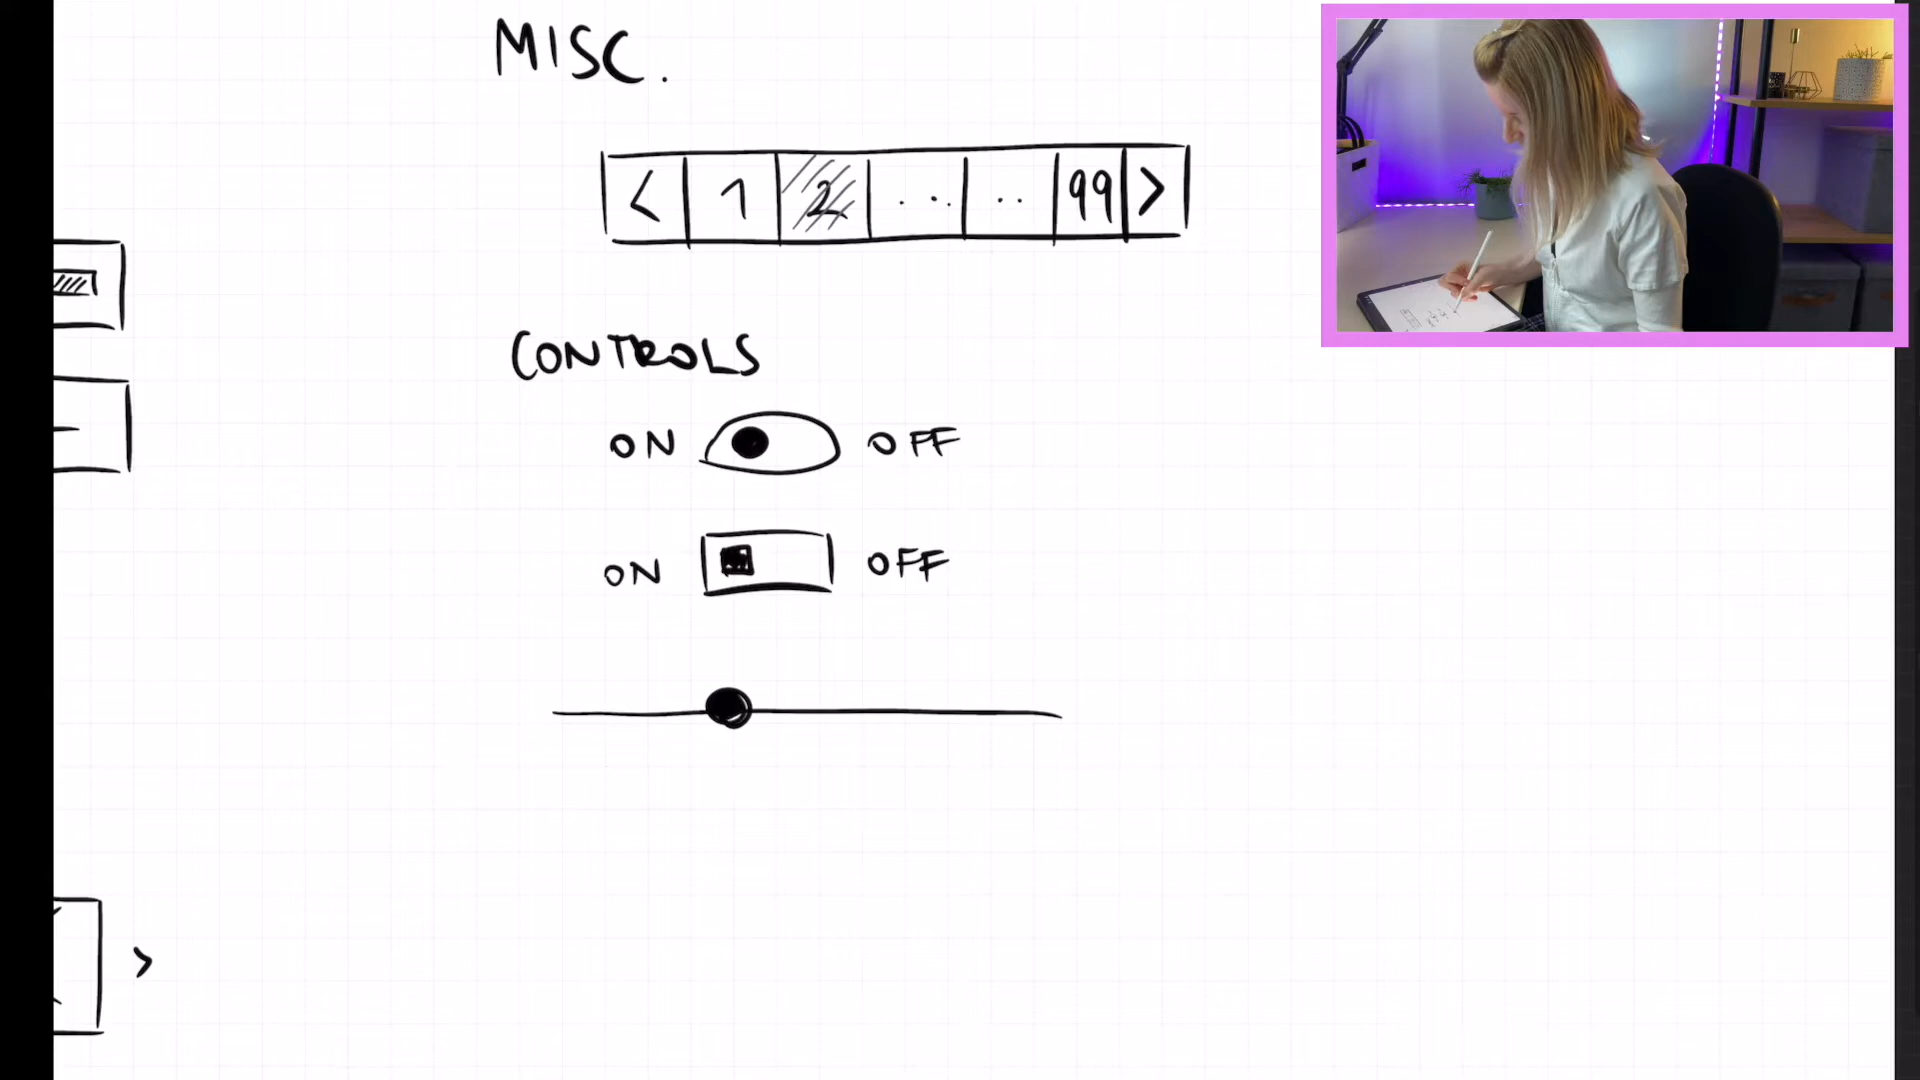 MISC.
< 1 2 ... .. 99 >
CONTROLS
ON OFF
ON OFF
>